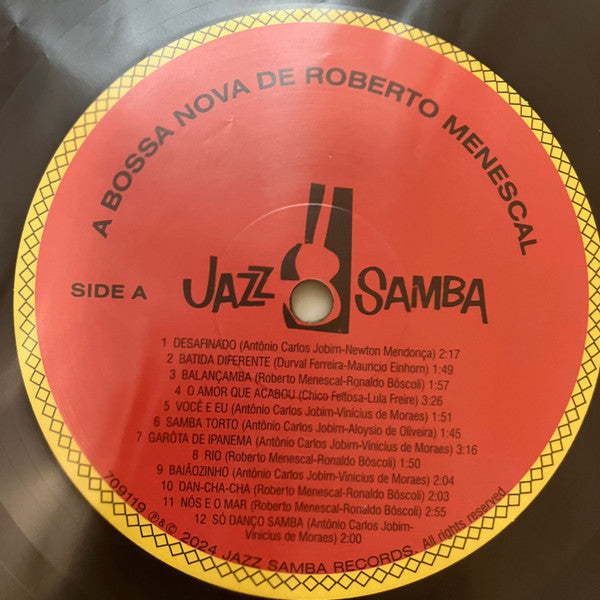 A BOSSA NOVA DE ROBERTO MENESCAL
SIDE A
JAZZ SAMBA
1 DESAFINADO (Antônio Carlos Jobim-Newton Mendonça) 2:17
2 BATIDA DIFERENTE (Durval Ferreira-Mauricio Einhorn) 1:49
3 BALANÇAMBA (Roberto Menescal-Ronaldo Bôscoli) 1:57
4 O AMOR QUE ACABOU (Chico Feitosa-Lula Freire) 3:26
5 VOCÊ E EU (Antônio Carlos Jobim-Vinícius de Moraes) 1:51
6 SAMBA TORTO (Antônio Carlos Jobim-Aloysio de Oliveira) 1:45
7 GARÔTA DE IPANEMA (Antônio Carlos Jobim-Vinícius de Moraes) 3:16
8 RIO (Roberto Menescal-Ronaldo Bôscoli) 1:50
9 BAIÃOZINHO (Antônio Carlos Jobim-Vinícius de Moraes) 2:04
10 DAN-CHA-CHA (Roberto Menescal-Ronaldo Bôscoli) 2:03
11 NÓS E O MAR (Roberto Menescal-Ronaldo Bôscoli) 2:55
12 SÓ DANÇO SAMBA (Antônio Carlos Jobim-
Vinícius de Moraes) 2:00
709119 ℗&© 2024 JAZZ SAMBA RECORDS. All rights reserved.